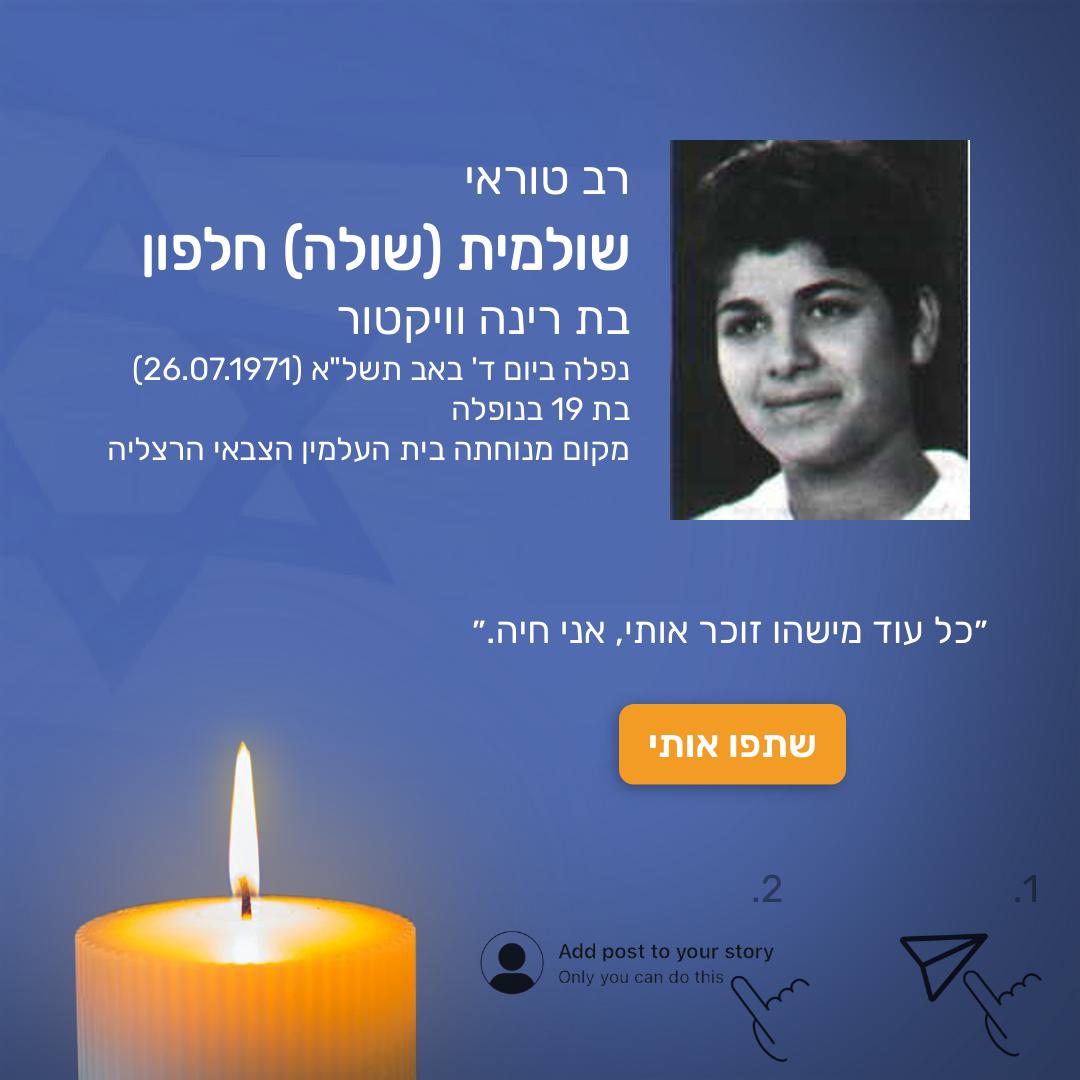 רב טוראי
שולמית (שולה) חלפון
בת רינה וויקטור
נפלה ביום ד' באב תשל"א (26.07.1971)
בת 19 בנופלה
מקום מנוחתה בית העלמין הצבאי הרצליה
״כל עוד מישהו זוכר אותי, אני חיה.״
שתפו אותי
1.
2.
Add post to your story
Only you can do this